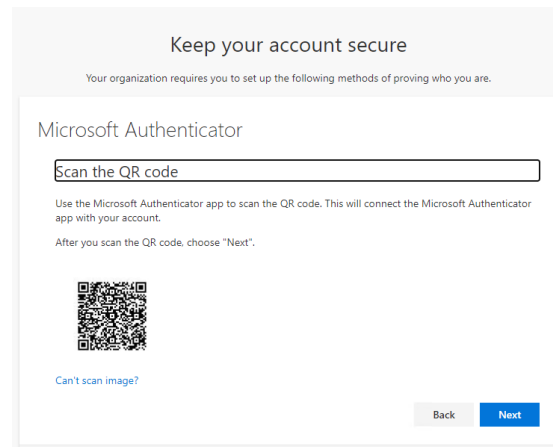 Keep your account secure
Your organization requires you to set up the following methods of proving who you are.
Microsoft Authenticator
Scan the QR code
Use the Microsoft Authenticator app to scan the QR code. This will connect the Microsoft Authenticator
app with your account.
After you scan the QR code, choose "Next".
Can't scan image?
Back
Next